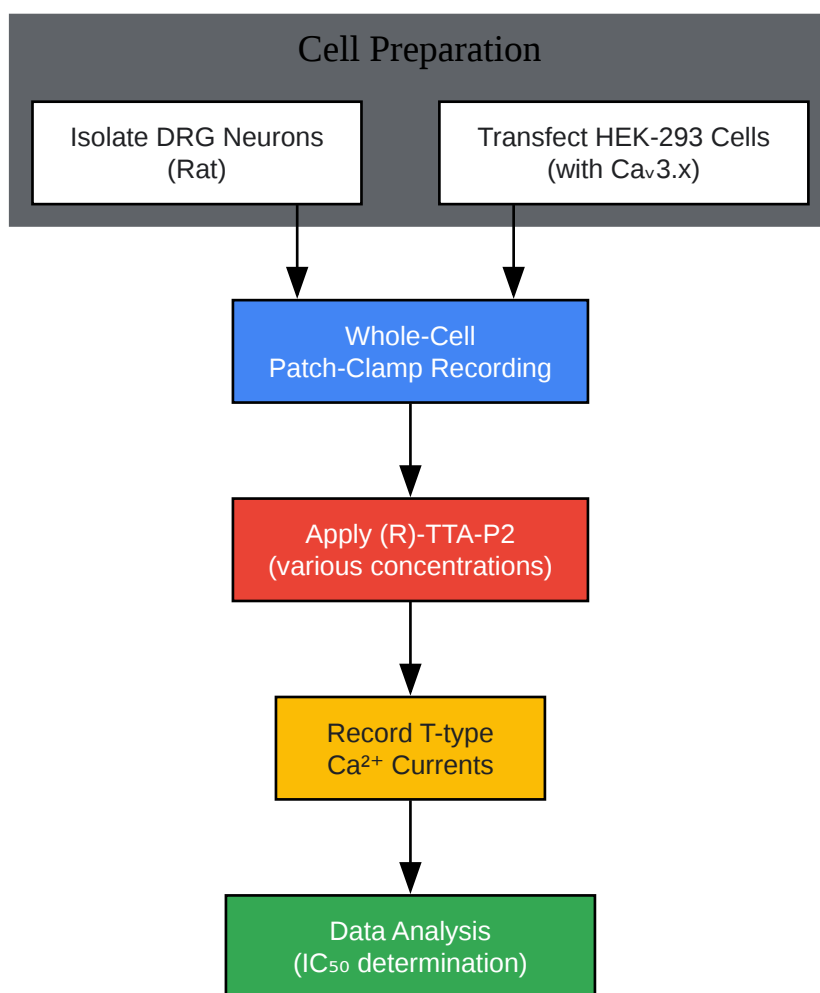 Cell Preparation
Isolate DRG Neurons
(Rat)
Transfect HEK-293 Cells
(with Caᵥ3.x)
Whole-Cell
Patch-Clamp Recording
Apply (R)-TTA-P2
(various concentrations)
Record T-type
Ca²⁺ Currents
Data Analysis
(IC₅₀ determination)